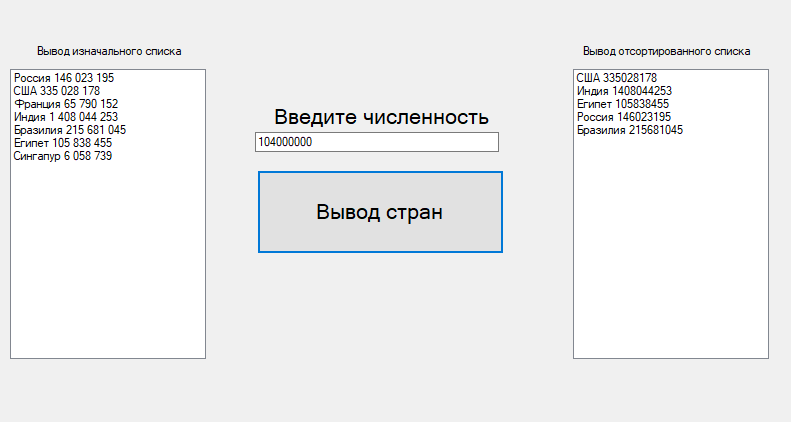 Вывод изначального списка
Россия 146 023 195
США 335 028 178
Франция 65 790 152
Индия 1 408 044 253
Бразилия 215 681 045
Египет 105 838 455
Сингапур 6 058 739
Введите численность
104000000
Вывод стран
Вывод отсортированного списка
США 335028178
Индия 1408044253
Египет 105838455
Россия 146023195
Бразилия 215681045